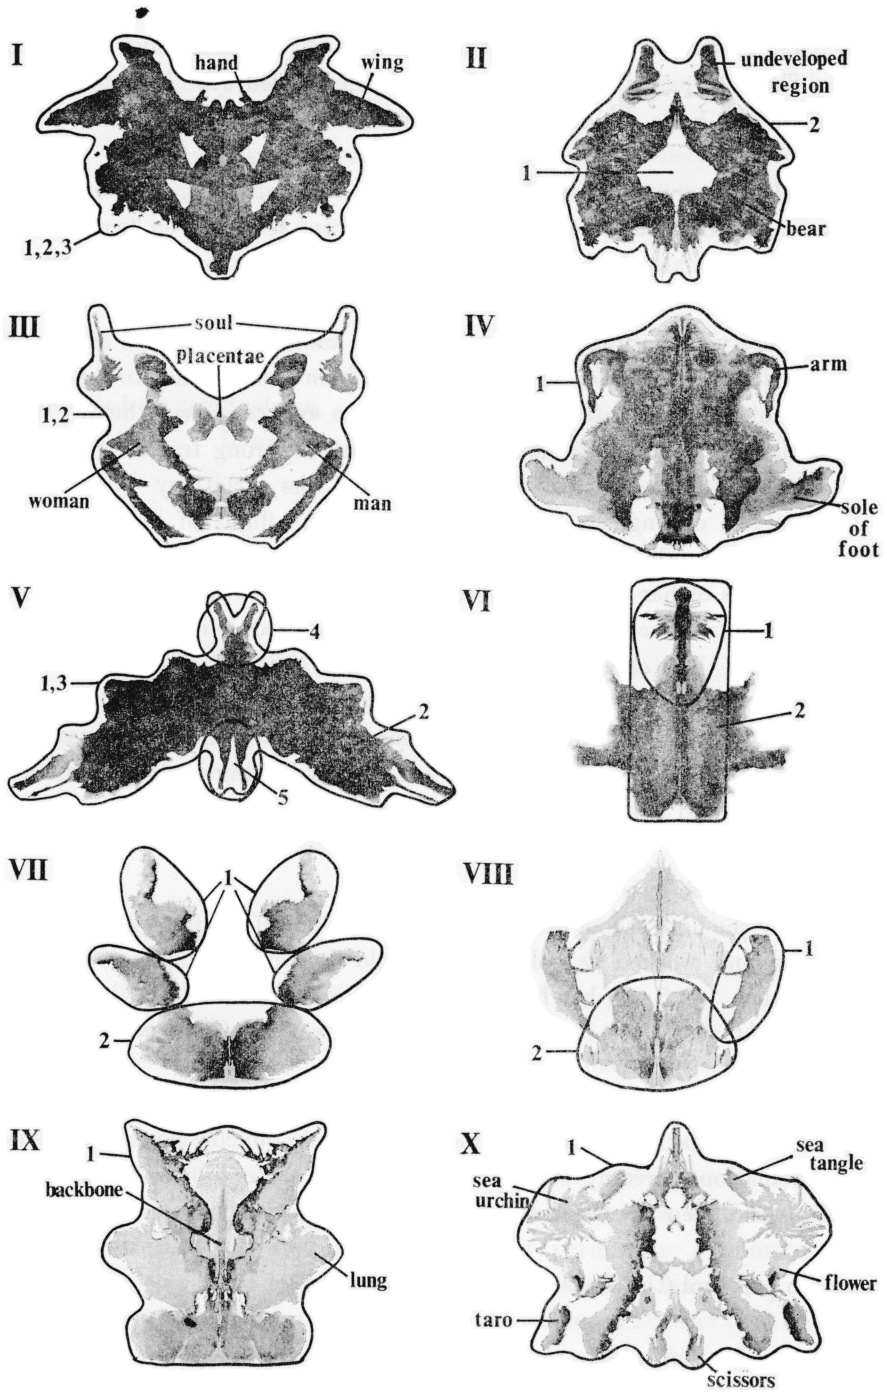 I
hand
wing
1,2,3
II
undeveloped
region
2
1
bear
III
soul
placentae
1,2
woman
man
IV
1
arm
sole
of
foot
V
4
1,3
2
5
VI
1
2
VII
1
2
VIII
1
2
IX
1
backbone
lung
X
1
sea
tangle
sea
urchin
flower
taro
scissors